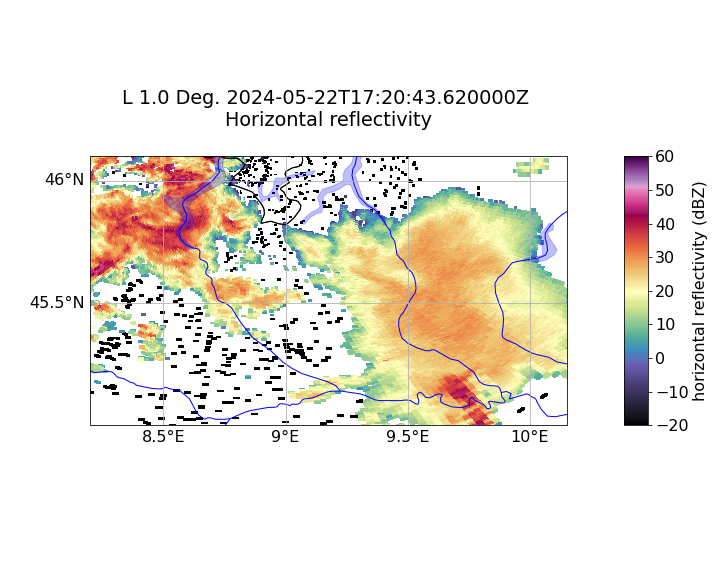 L 1.0 Deg. 2024-05-22T17:20:43.620000Z
Horizontal reflectivity
46°N
45.5°N
8.5°E
9°E
9.5°E
10°E
60
50
40
30
20
10
0
−10
−20
horizontal reflectivity (dBZ)